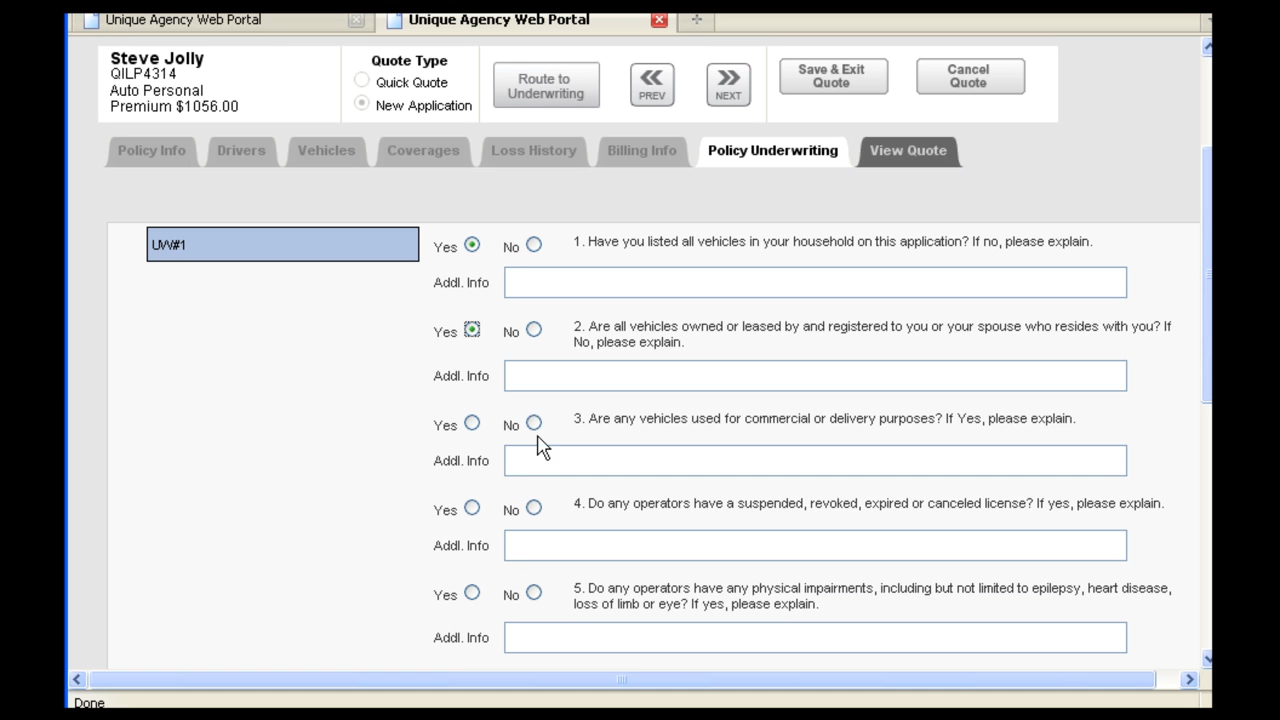 Unique Agency Web Portal
Unique Agency Web Portal
Steve Jolly
QILP4314
Auto Personal
Premium $1056.00
Quote Type
Quick Quote
New Application
Route to
Underwriting
PREV
NEXT
Save & Exit
Quote
Cancel
Quote
Policy Info
Drivers
Vehicles
Coverages
Loss History
Billing Info
Policy Underwriting
View Quote
UW#1
Yes No 1. Have you listed all vehicles in your household on this application? If no, please explain.
Addl. Info
Yes No 2. Are all vehicles owned or leased by and registered to you or your spouse who resides with you? If
No, please explain.
Addl. Info
Yes No 3. Are any vehicles used for commercial or delivery purposes? If Yes, please explain.
Addl. Info
Yes No 4. Do any operators have a suspended, revoked, expired or canceled license? If yes, please explain.
Addl. Info
Yes No 5. Do any operators have any physical impairments, including but not limited to epilepsy, heart disease,
loss of limb or eye? If yes, please explain.
Addl. Info
Done